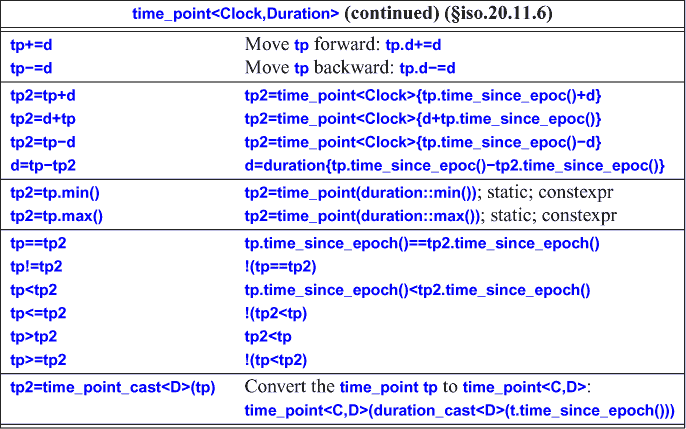 time_point<Clock,Duration> (continued) (§iso.20.11.6)
tp+=d Move tp forward: tp.d+=d
tp−=d Move tp backward: tp.d−=d
tp2=tp+d tp2=time_point<Clock>{tp.time_since_epoc()+d}
tp2=d+tp tp2=time_point<Clock>{d+tp.time_since_epoc()}
tp2=tp−d tp2=time_point<Clock>{tp.time_since_epoc()−d}
d=tp−tp2 d=duration{tp.time_since_epoc()−tp2.time_since_epoc()}
tp2=tp.min() tp2=time_point(duration::min()); static; constexpr
tp2=tp.max() tp2=time_point(duration::max()); static; constexpr
tp==tp2 tp.time_since_epoch()==tp2.time_since_epoch()
tp!=tp2 !(tp==tp2)
tp<tp2 tp.time_since_epoch()<tp2.time_since_epoch()
tp<=tp2 !(tp2<tp)
tp>tp2 tp2<tp
tp>=tp2 !(tp<tp2)
tp2=time_point_cast<D>(tp) Convert the time_point tp to time_point<C,D>:
time_point<C,D>(duration_cast<D>(t.time_since_epoch()))